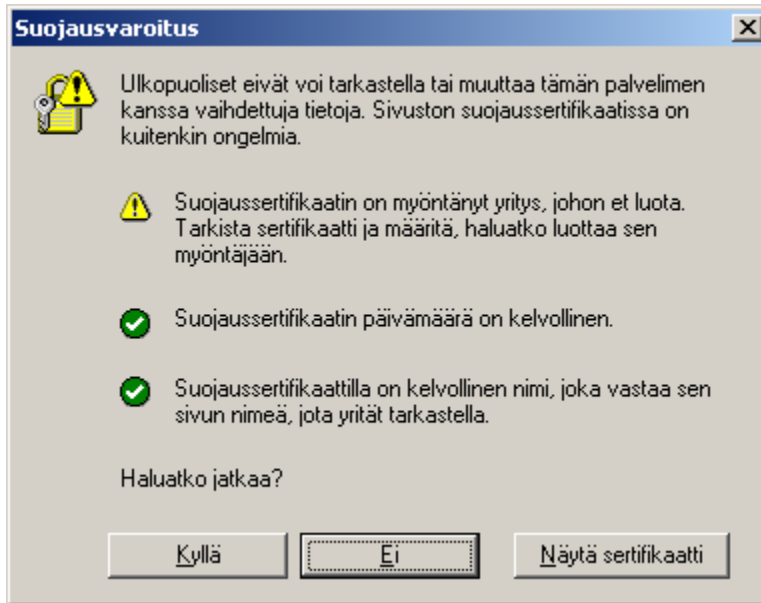 Suojausvaroitus
Ulkopuoliset eivät voi tarkastella tai muuttaa tämän palvelimen
kanssa vaihdettuja tietoja. Sivuston suojaussertifikaatissa on
kuitenkin ongelmia.
Suojaussertifikaatin on myöntänyt yritys, johon et luota.
Tarkista sertifikaatti ja määritä, haluatko luottaa sen
myöntäjään.
Suojaussertifikaatin päivämäärä on kelvollinen.
Suojaussertifikaattilla on kelvollinen nimi, joka vastaa sen
sivun nimeä, jota yrität tarkastella.
Haluatko jatkaa?
Kyllä
Ei
Näytä sertifikaatti